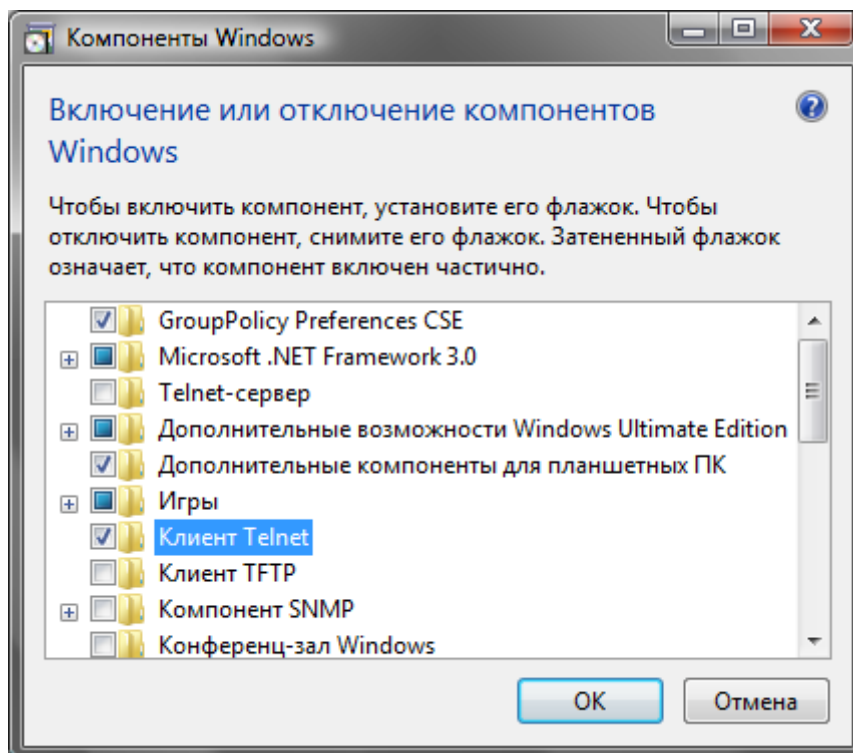 Компоненты Windows
Включение или отключение компонентов
Windows
Чтобы включить компонент, установите его флажок. Чтобы
отключить компонент, снимите его флажок. Затененный флажок
означает, что компонент включен частично.
GroupPolicy Preferences CSE
Microsoft .NET Framework 3.0
Telnet-сервер
Дополнительные возможности Windows Ultimate Edition
Дополнительные компоненты для планшетных ПК
Игры
Клиент Telnet
Клиент TFTP
Компонент SNMP
Конференц-зал Windows
ОК
Отмена